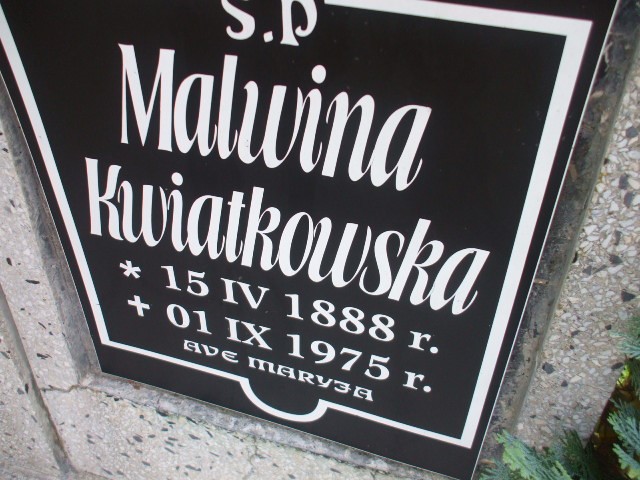 Ś.P
Malwina
Kwiatkowska
* 15 IV 1888 r.
+ 01 IX 1975 r.
AVE MARYJA